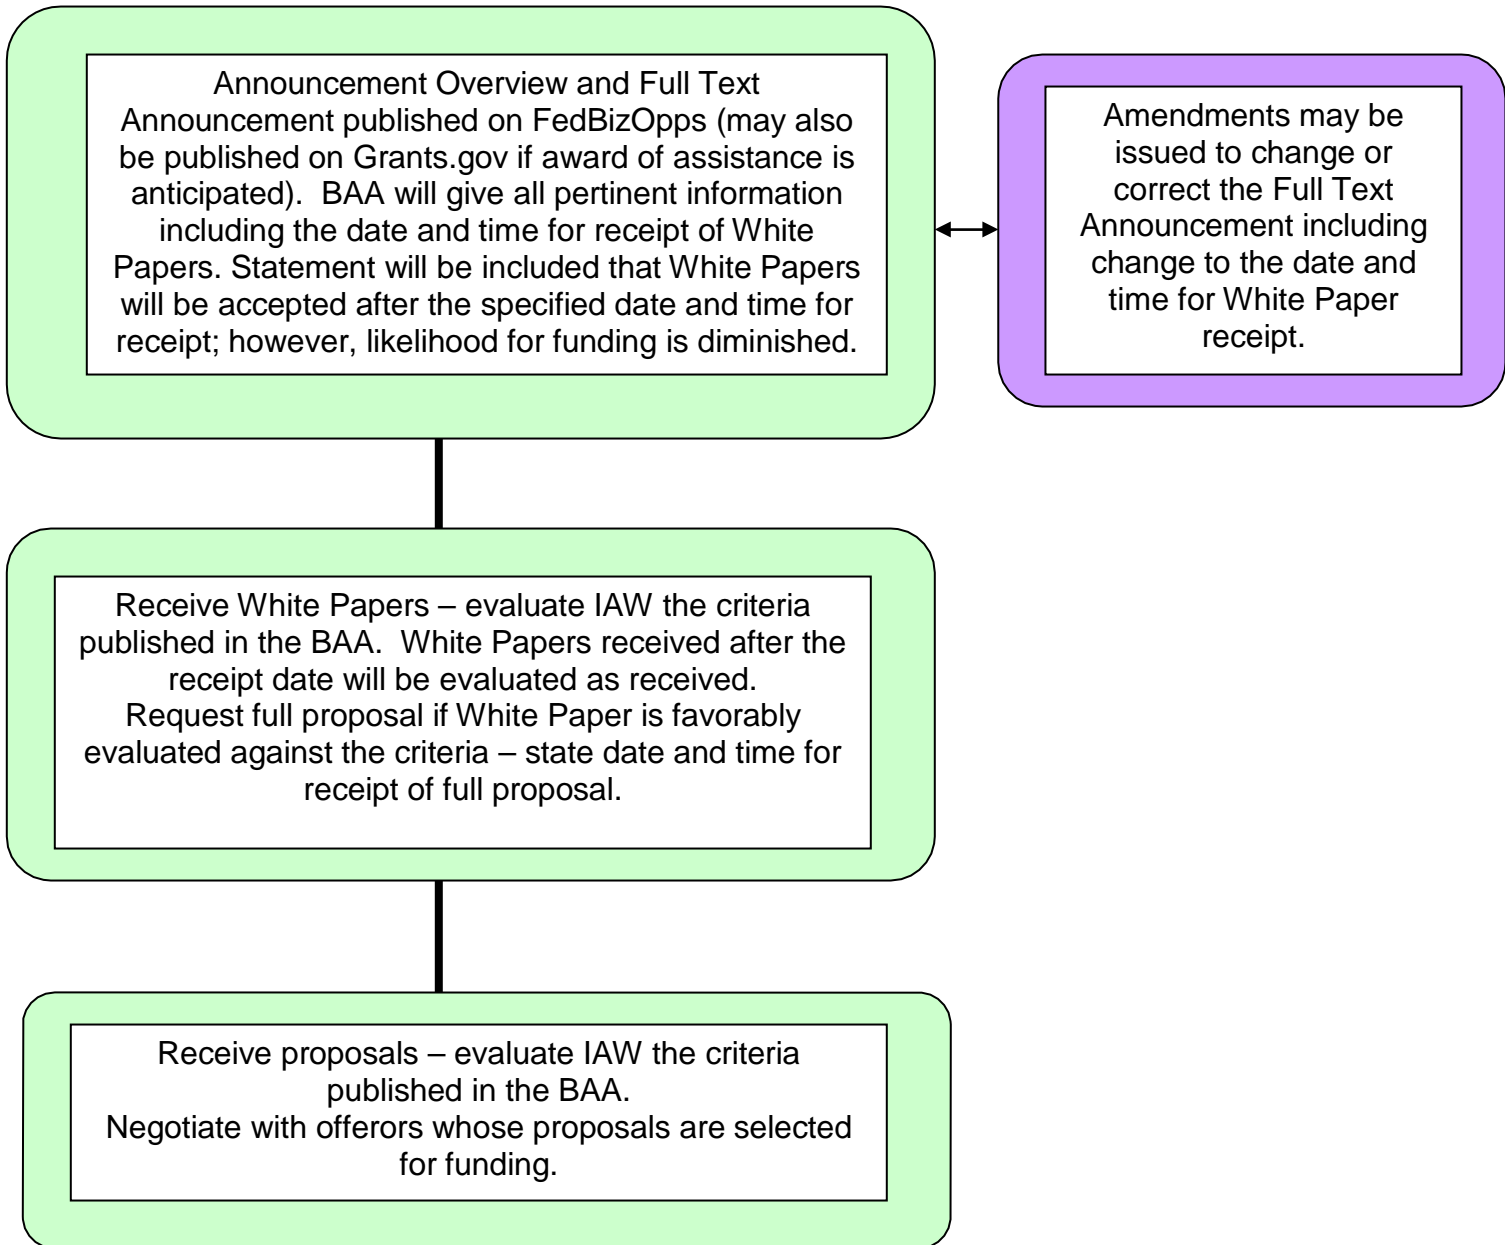 Announcement Overview and Full Text
Announcement published on FedBizOpps (may also
be published on Grants.gov if award of assistance is
anticipated).  BAA will give all pertinent information
including the date and time for receipt of White
Papers. Statement will be included that White Papers
will be accepted after the specified date and time for
receipt; however, likelihood for funding is diminished.
Amendments may be
issued to change or
correct the Full Text
Announcement including
change to the date and
time for White Paper
receipt.
Receive White Papers – evaluate IAW the criteria
published in the BAA.  White Papers received after the
receipt date will be evaluated as received.
Request full proposal if White Paper is favorably
evaluated against the criteria – state date and time for
receipt of full proposal.
Receive proposals – evaluate IAW the criteria
published in the BAA.
Negotiate with offerors whose proposals are selected
for funding.